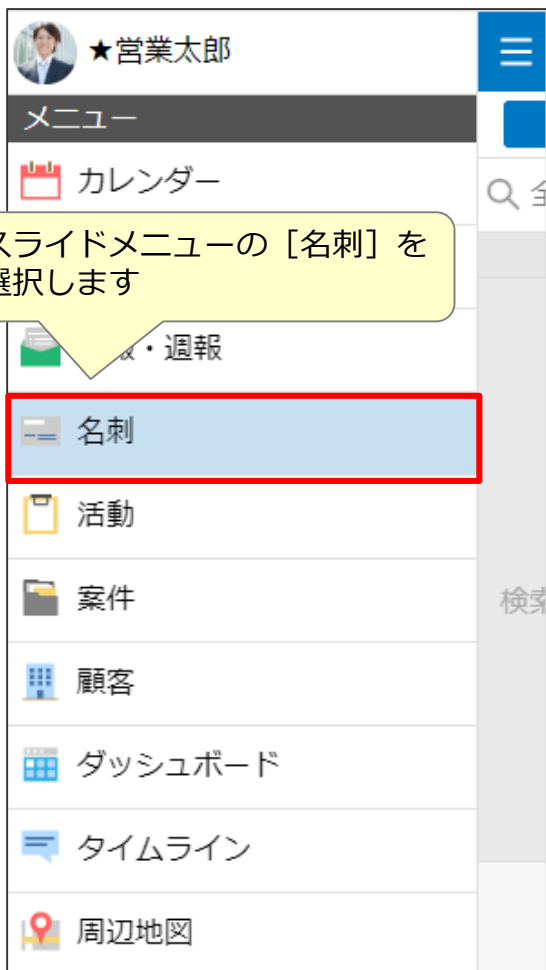 ★営業太郎
メニュー
カレンダー
全
スライドメニューの［名刺］を
選択します
・週報
名刺
活動
案件
検索
顧客
ダッシュボード
タイムライン
周辺地図